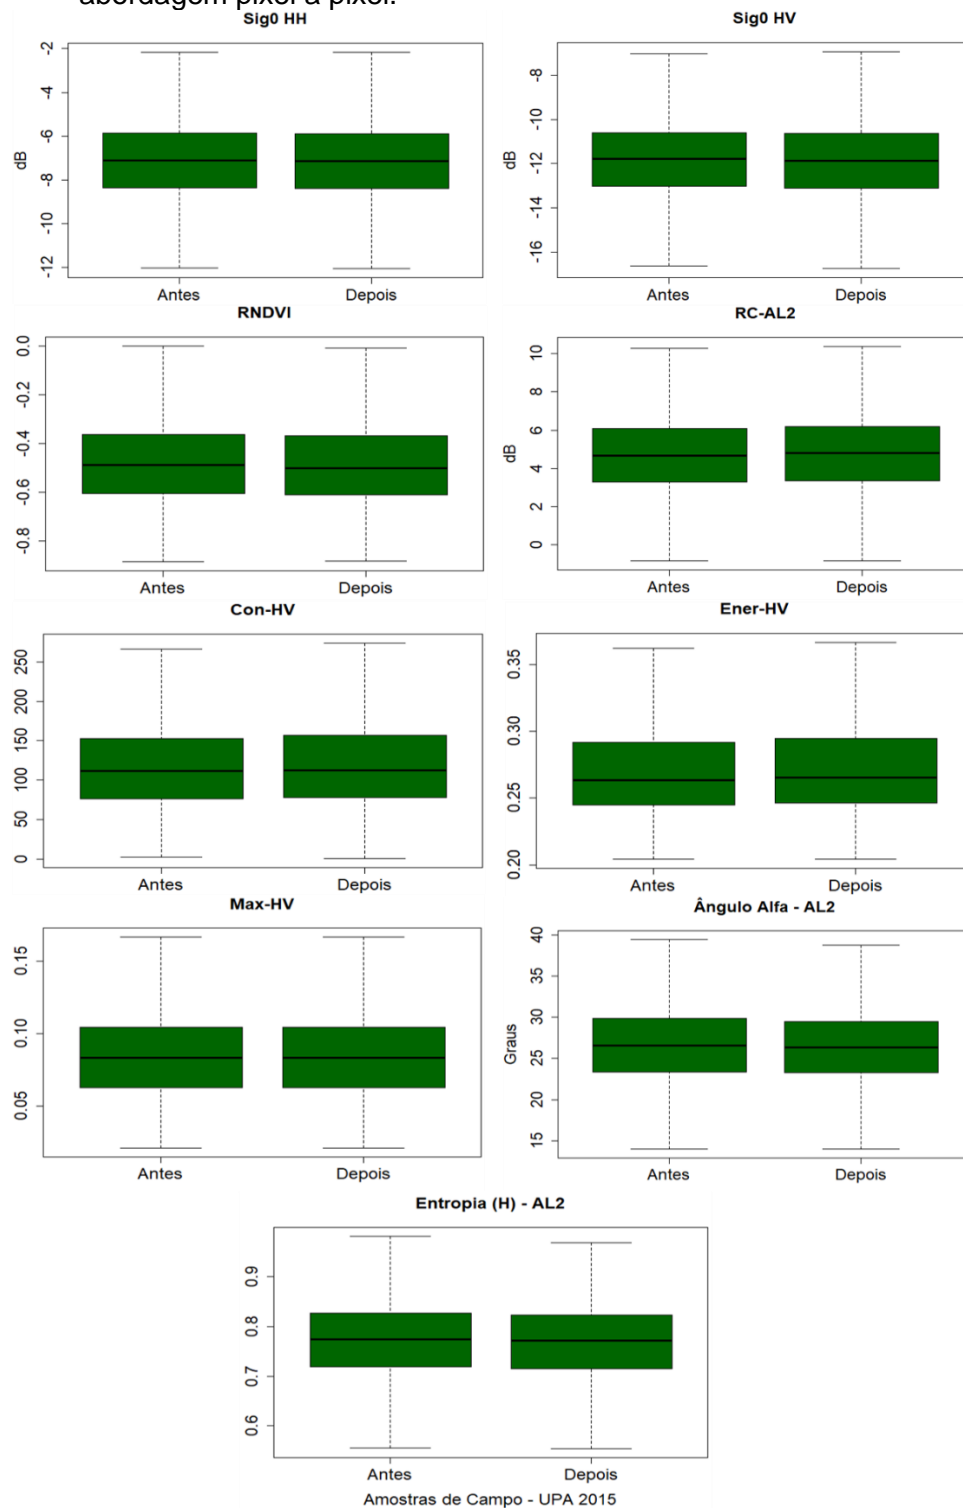 abordagem pixel a pixel.
Sig0 HH
Sig0 HV
-2
-4
-6
-8
-10
-12
dB
Antes
Depois
-8
-10
-12
-14
-16
dB
Antes
Depois
RNDVI
RC-AL2
0.0
-0.2
-0.4
-0.6
-0.8
Antes
Depois
10
8
6
4
2
0
dB
Antes
Depois
Con-HV
Ener-HV
250
200
150
100
50
0
Antes
Depois
0.35
0.30
0.25
0.20
Antes
Depois
Max-HV
Ângulo Alfa - AL2
0.15
0.10
0.05
Antes
Depois
40
35
30
25
20
15
Graus
Antes
Depois
Entropia (H) - AL2
0.9
0.8
0.7
0.6
Antes
Depois
Amostras de Campo - UPA 2015